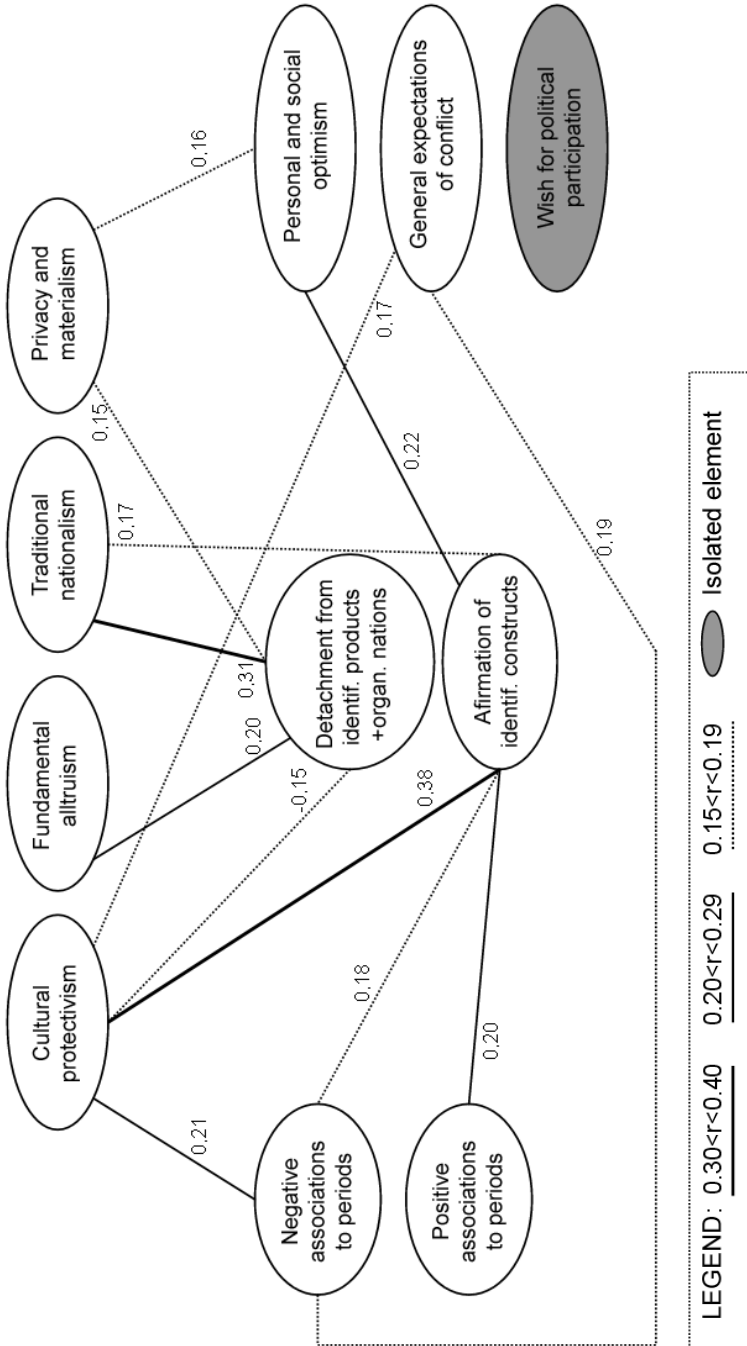 Cultural
protectivism
Fundamental
alltruism
Traditional
nationalism
Privacy and
materialism
0.15
0.17
0.21
0.16
0.31
0.20
-0.15
Negative
associations
to periods
Detachment from
identif. products
+organ. nations
Personal and social
optimism
0.18
0.38
0.17
0.22
Positive
associations
to periods
Afirmation of
identif. constructs
General expectations
of conflict
0.20
Wish for political
participation
0.19
LEGEND: 0.30<r<0.40 0.20<r<0.29 0.15<r<0.19 Isolated element